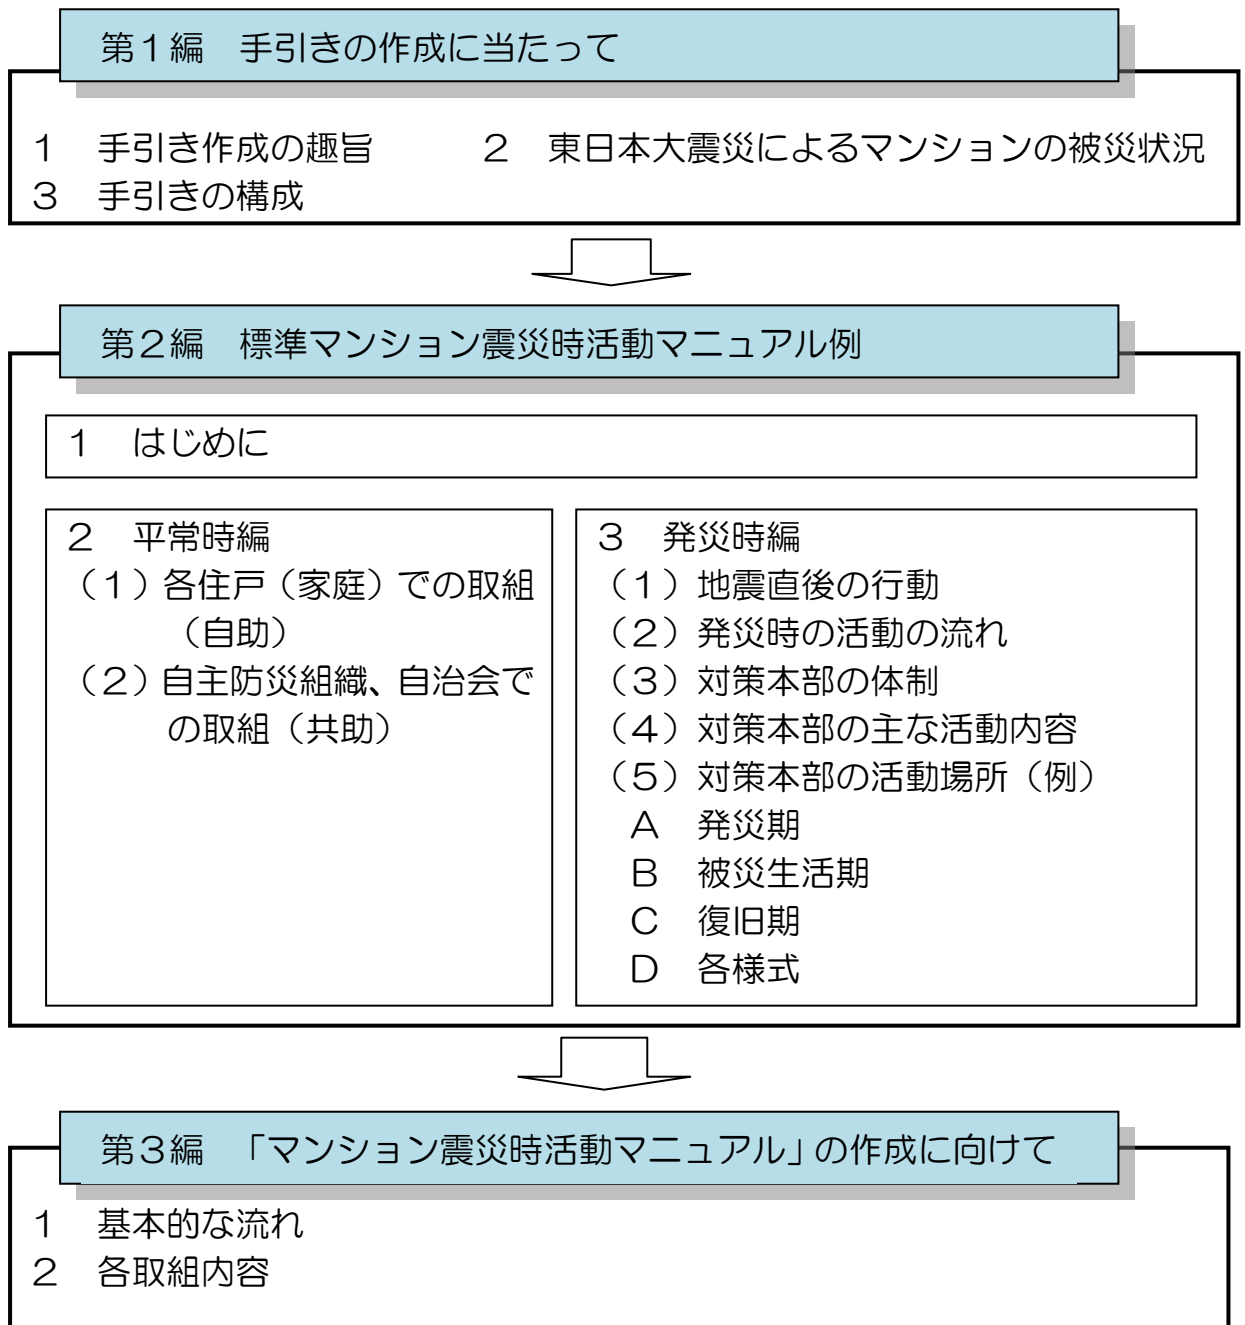 第１編　手引きの作成に当たって
１　手引き作成の趣旨　　　２　東日本大震災によるマンションの被災状況
３　手引きの構成
第２編　標準マンション震災時活動マニュアル例
１　はじめに
２　平常時編
（１）各住戸（家庭）での取組
（自助）
（２）自主防災組織、自治会で
の取組（共助）
３　発災時編
（１）地震直後の行動
（２）発災時の活動の流れ
（３）対策本部の体制
（４）対策本部の主な活動内容
（５）対策本部の活動場所（例）
Ａ　発災期
Ｂ　被災生活期
Ｃ　復旧期
Ｄ　各様式
第３編　「マンション震災時活動マニュアル」の作成に向けて
１　基本的な流れ
２　各取組内容